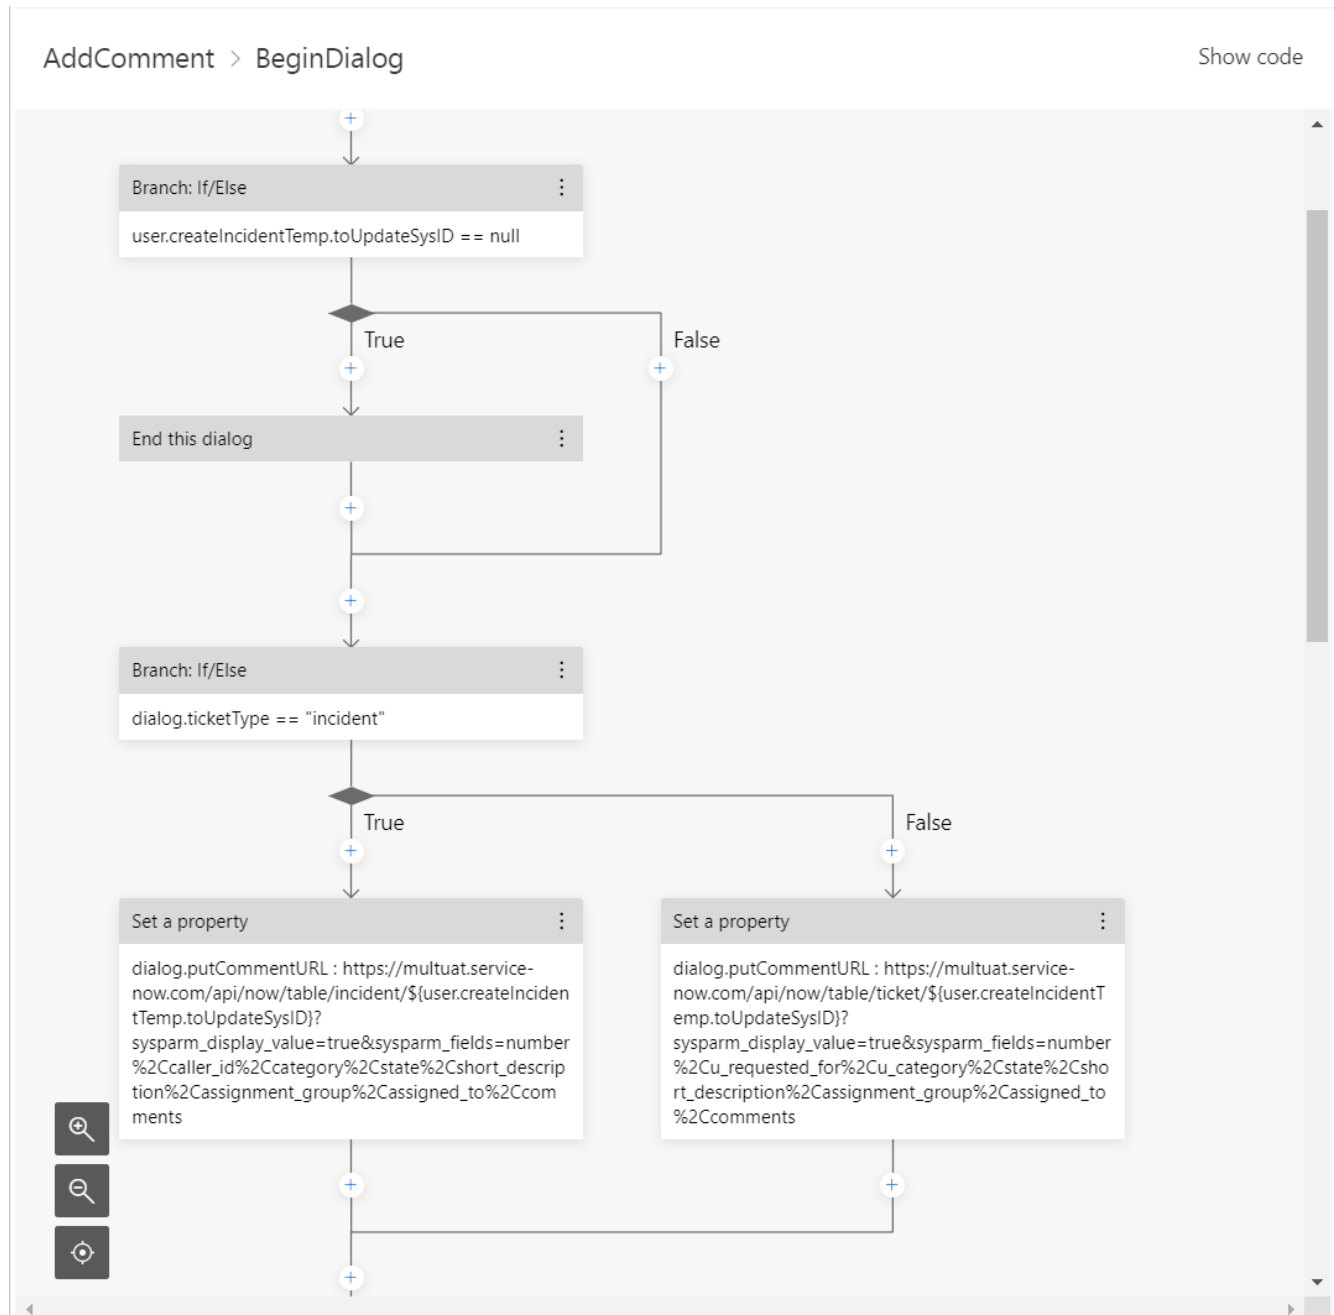 AddComment > BeginDialog
Show code
Branch: If/Else
user.createIncidentTemp.toUpdateSysID == null
True
False
End this dialog
Branch: If/Else
dialog.ticketType == "incident"
True
False
Set a property
dialog.putCommentURL : https://multuat.service-
now.com/api/now/table/incident/${user.createInciden
tTemp.toUpdateSysID}?
sysparm_display_value=true&sysparm_fields=number
%2Ccaller_id%2Ccategory%2Cstate%2Cshort_descrip
tion%2Cassignment_group%2Cassigned_to%2Ccom
ments
Set a property
dialog.putCommentURL : https://multuat.service-
now.com/api/now/table/ticket/${user.createIncidentT
emp.toUpdateSysID}?
sysparm_display_value=true&sysparm_fields=number
%2Cu_requested_for%2Cu_category%2Cstate%2Csho
rt_description%2Cassignment_group%2Cassigned_to
%2Ccomments